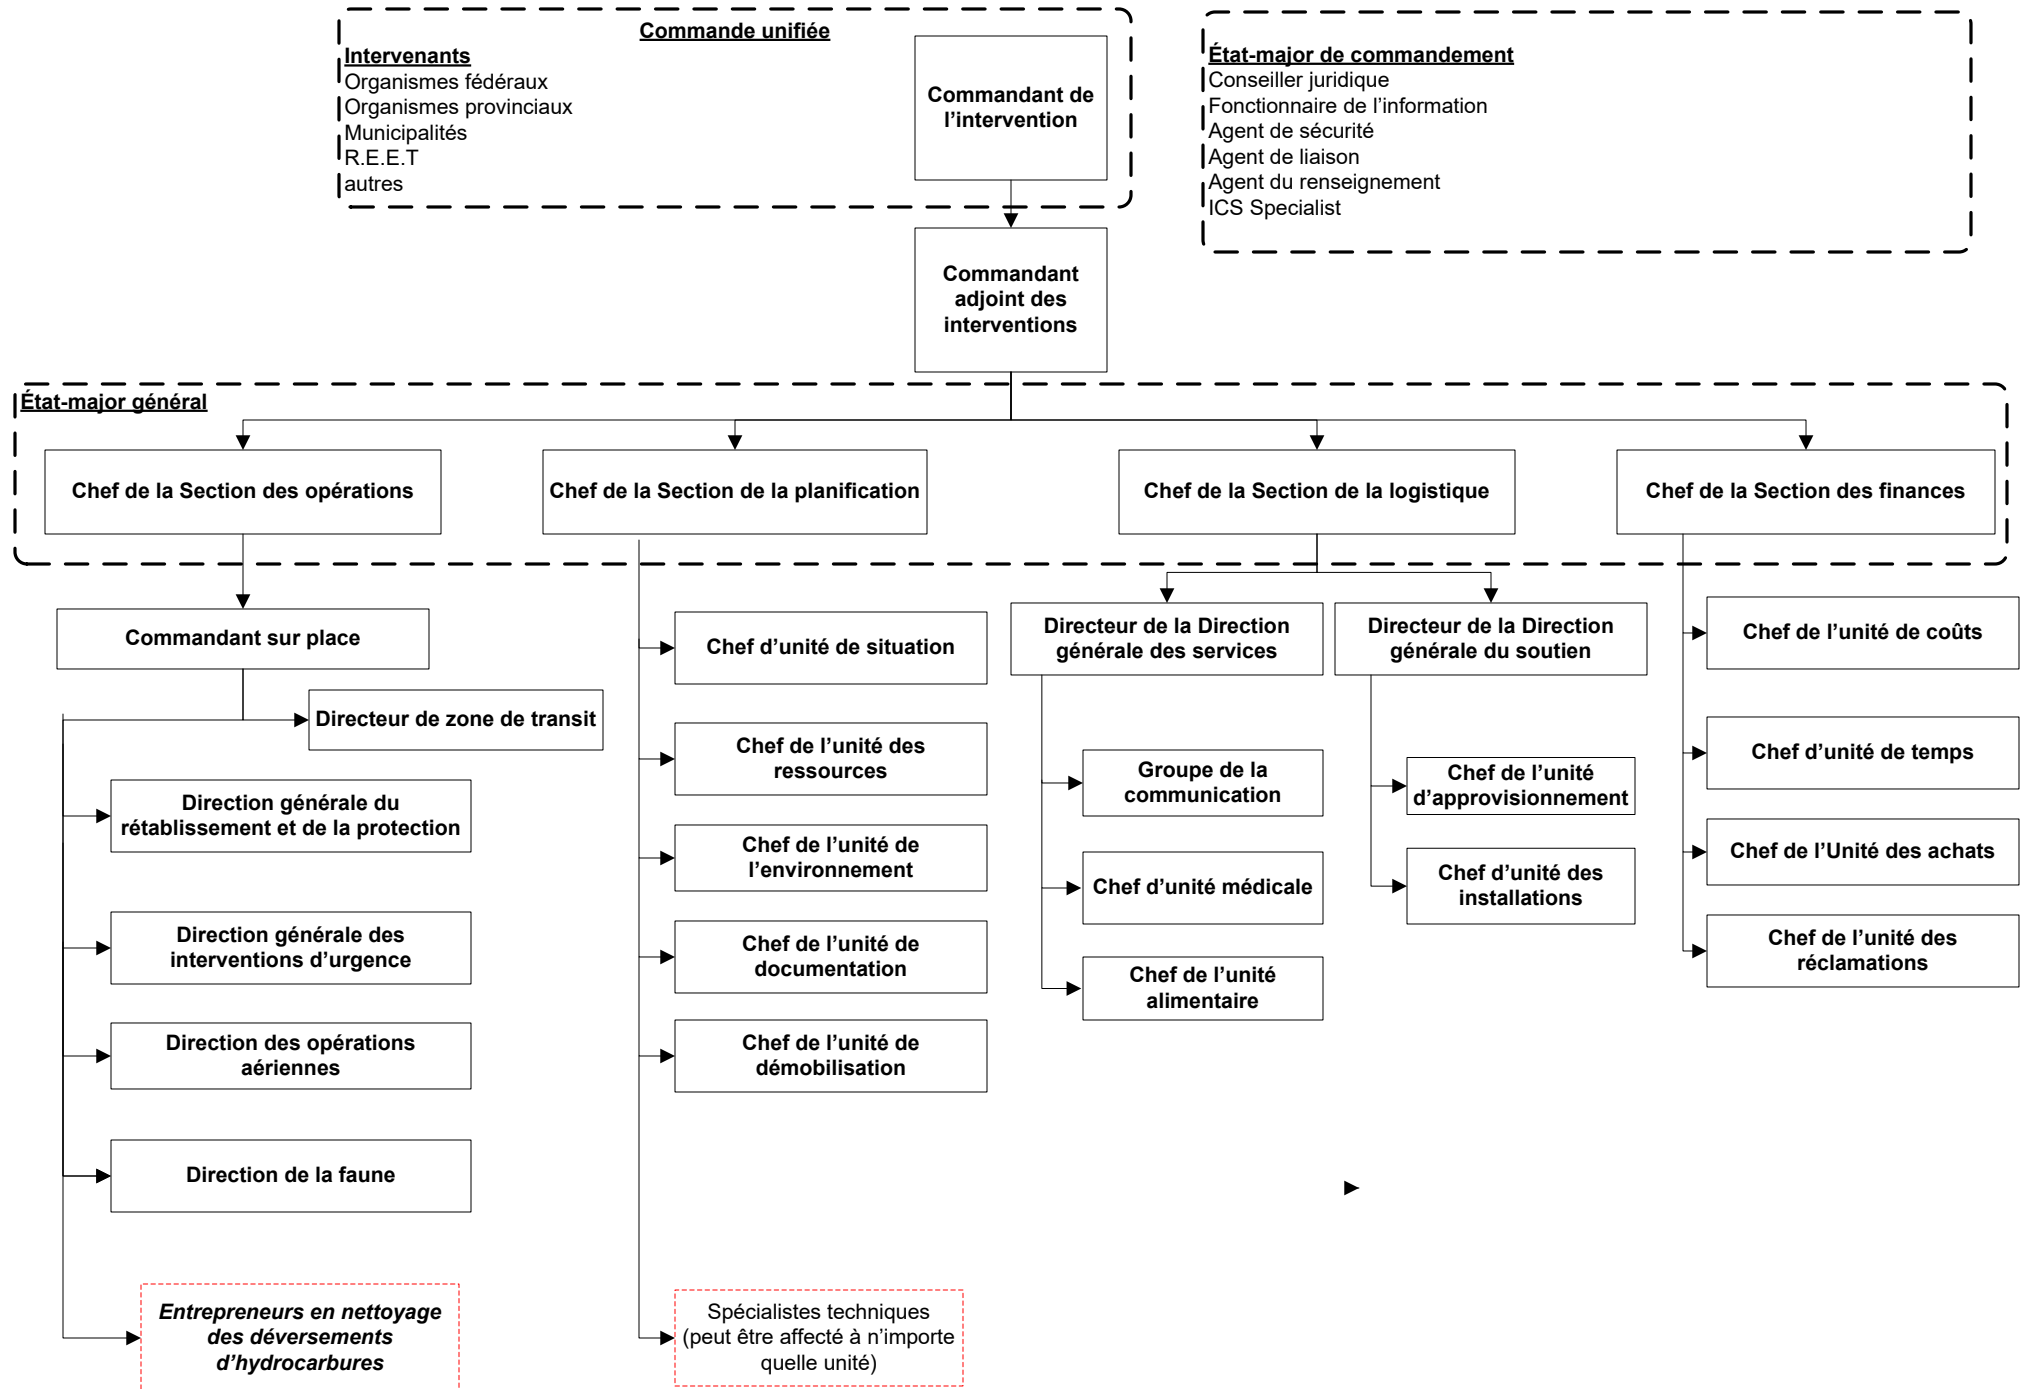 Commande unifiée
Intervenants
Organismes fédéraux
Organismes provinciaux
Municipalités
R.E.E.T
autres
Commandant de
l’intervention
État-major de commandement
Conseiller juridique
Fonctionnaire de l’information
Agent de sécurité
Agent de liaison
Agent du renseignement
ICS Specialist
Commandant
adjoint des
interventions
État-major général
Chef de la Section des opérations
Chef de la Section de la planification
Chef de la Section de la logistique
Chef de la Section des finances
Commandant sur place
Directeur de zone de transit
Direction générale du
rétablissement et de la protection
Direction générale des
interventions d’urgence
Direction des opérations
aériennes
Direction de la faune
Entrepreneurs en nettoyage
des déversements
d’hydrocarbures
Chef d’unité de situation
Chef de l’unité des
ressources
Chef de l’unité de
l’environnement
Chef de l’unité de
documentation
Chef de l’unité de
démobilisation
Spécialistes techniques
(peut être affecté à n’importe
quelle unité)
Directeur de la Direction
générale des services
Groupe de la
communication
Chef d’unité médicale
Chef de l’unité
alimentaire
Directeur de la Direction
générale du soutien
Chef de l’unité
d’approvisionnement
Chef d’unité des
installations
Chef de l’unité de coûts
Chef d’unité de temps
Chef de l’Unité des achats
Chef de l’unité des
réclamations